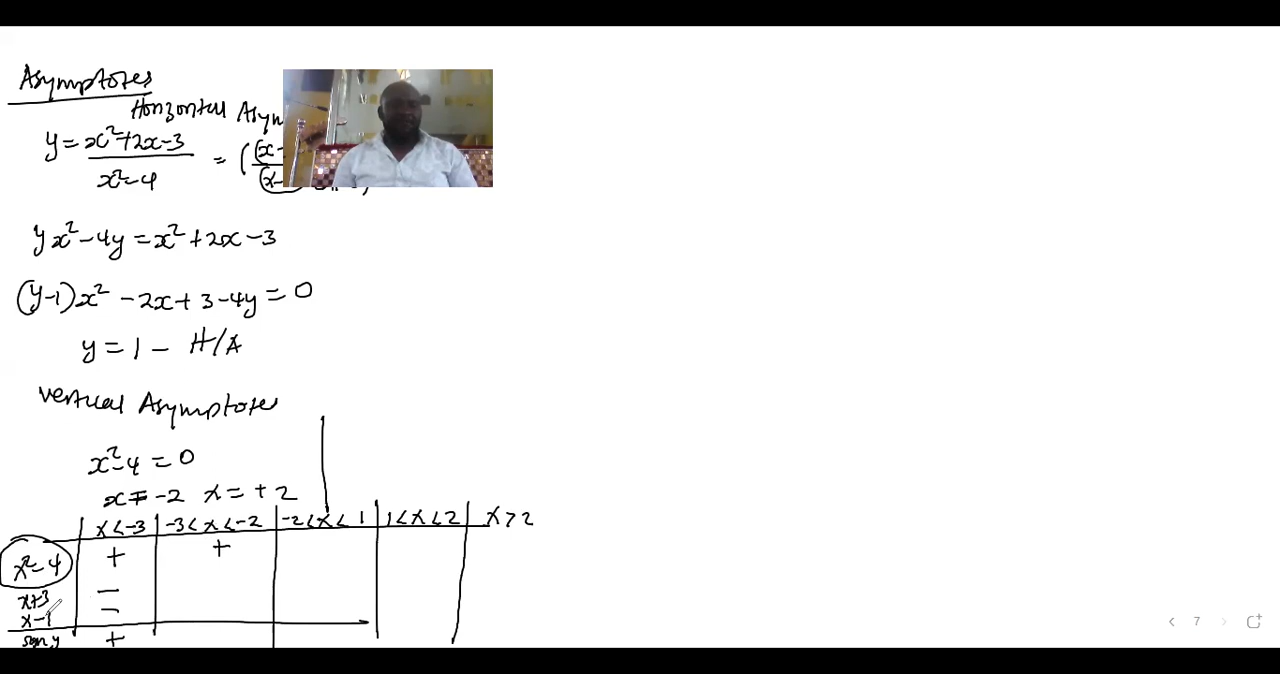 Asymptotes
Horizontal Asym
y = x²+2x-3 / x²-4 = ((x- / (x-
yx² - 4y = x² + 2x - 3
(y-1)x² - 2x + 3 - 4y = 0
y = 1 - H/A
vertical Asymptotes
x² - 4 = 0
x = -2 x = +2
x < -3 -3 < x < -2 -2 < x < 1 1 < x < 2 x > 2
x² - 4 + +
x+3 -
x-1 -
sign y +
7